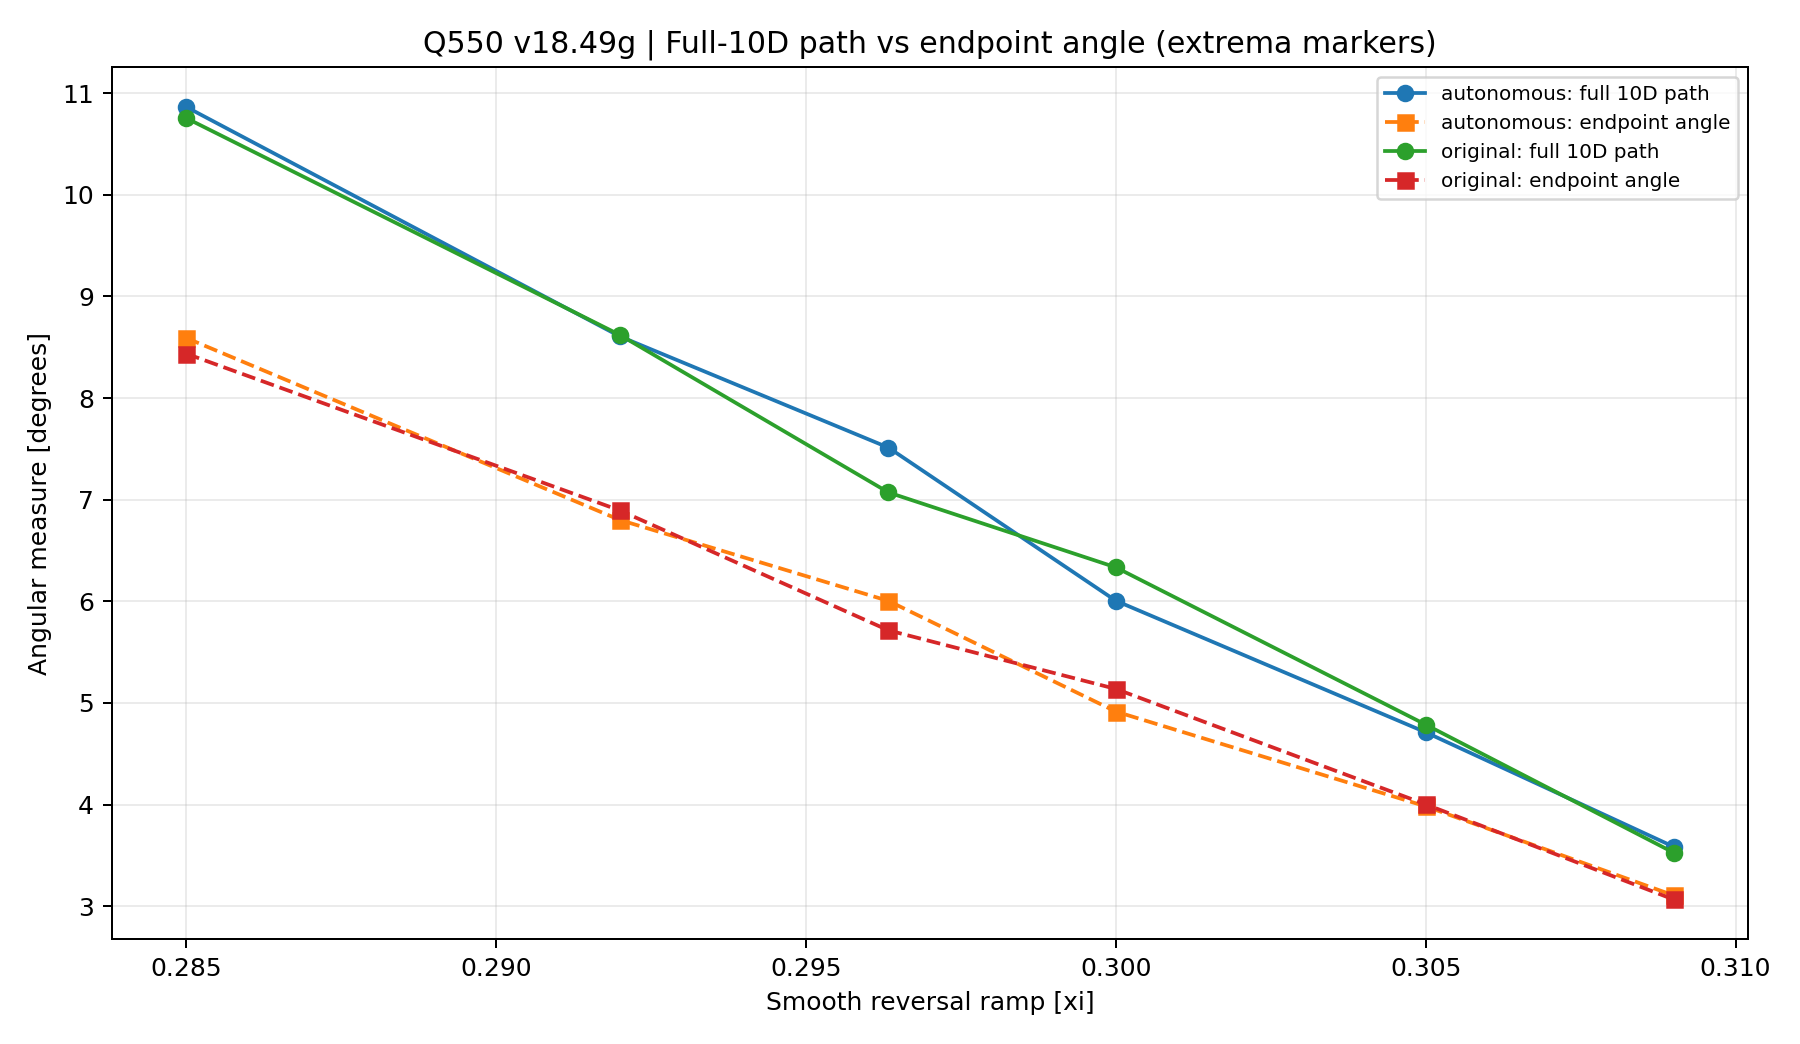 Q550 v18.49g | Full-10D path vs endpoint angle (extrema markers)
autonomous: full 10D path
autonomous: endpoint angle
original: full 10D path
original: endpoint angle
Angular measure [degrees]
11
10
9
8
7
6
5
4
3
0.285 0.290 0.295 0.300 0.305 0.310
Smooth reversal ramp [xi]